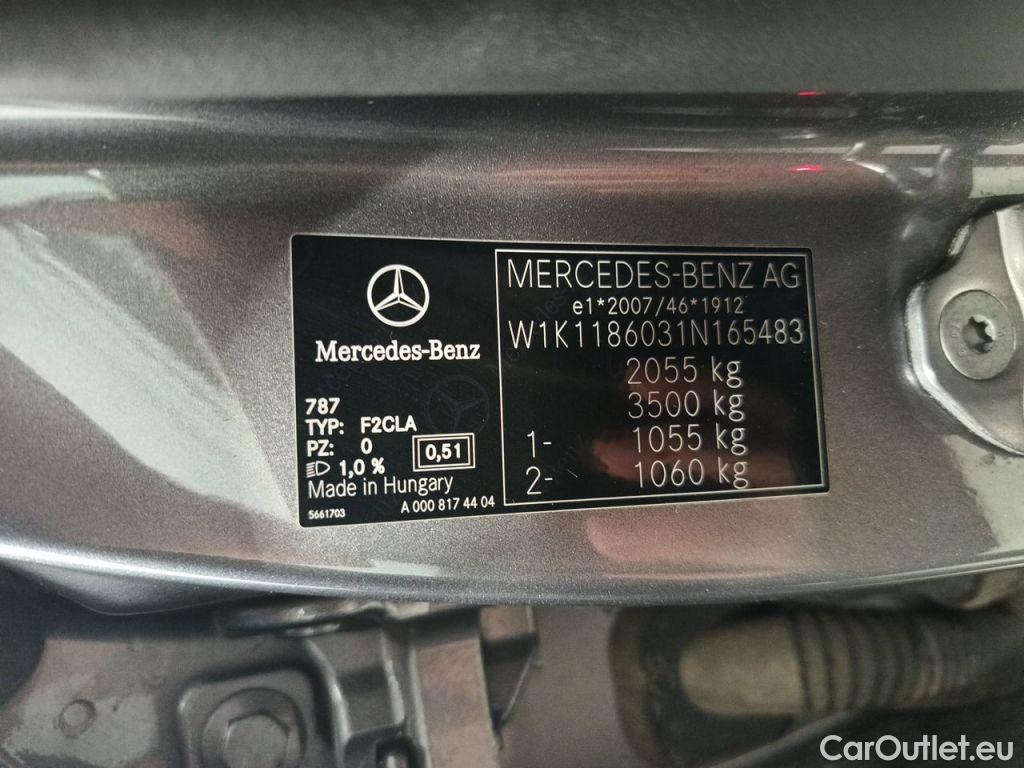 Mercedes-Benz
787
TYP: F2CLA
PZ: 0
0,51
1,0 %
Made in Hungary
5661703
A 000 817 44 04
MERCEDES-BENZ AG
e1*2007/46*1912
W1K1186031N165483
2055 kg
3500 kg
1- 1055 kg
2- 1060 kg
CarOutlet.eu